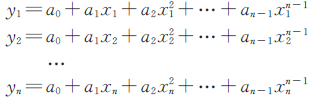 y₁ = a₀ + a₁x₁ + a₂x₁² + ⋯ + aₙ₋₁x₁ⁿ⁻¹
y₂ = a₀ + a₁x₂ + a₂x₂² + ⋯ + aₙ₋₁x₂ⁿ⁻¹
⋯
yₙ = a₀ + a₁xₙ + a₂xₙ² + ⋯ + aₙ₋₁xₙⁿ⁻¹